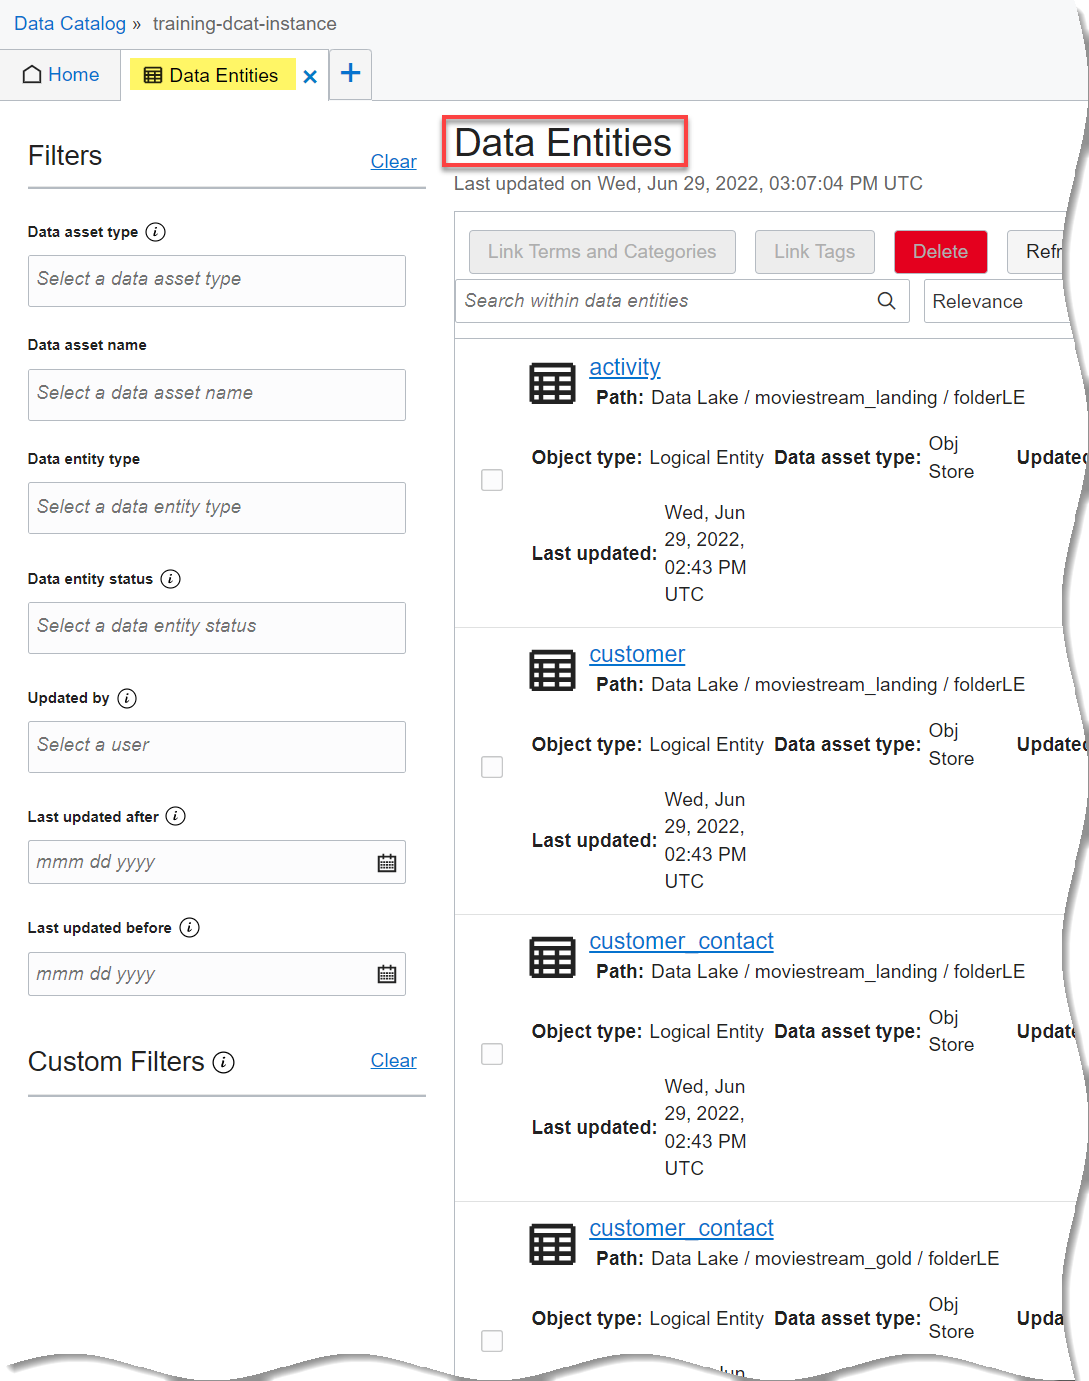 Data Catalog » training-dcat-instance
Home
Data Entities
Filters
Clear
Data asset type
Select a data asset type
Data asset name
Select a data asset name
Data entity type
Select a data entity type
Data entity status
Select a data entity status
Updated by
Select a user
Last updated after
mmm dd yyyy
Last updated before
mmm dd yyyy
Custom Filters
Clear
Data Entities
Last updated on Wed, Jun 29, 2022, 03:07:04 PM UTC
Link Terms and Categories
Link Tags
Delete
Refr
Search within data entities
Relevance
activity
Path: Data Lake / moviestream_landing / folderLE
Object type: Logical Entity Data asset type: Obj Store Updated
Last updated: Wed, Jun
29, 2022,
02:43 PM
UTC
customer
Path: Data Lake / moviestream_landing / folderLE
Object type: Logical Entity Data asset type: Obj Store Updated
Last updated: Wed, Jun
29, 2022,
02:43 PM
UTC
customer_contact
Path: Data Lake / moviestream_landing / folderLE
Object type: Logical Entity Data asset type: Obj Store Update
Last updated: Wed, Jun
29, 2022,
02:43 PM
UTC
customer_contact
Path: Data Lake / moviestream_gold / folderLE
Object type: Logical Entity Data asset type: Obj Store Upda